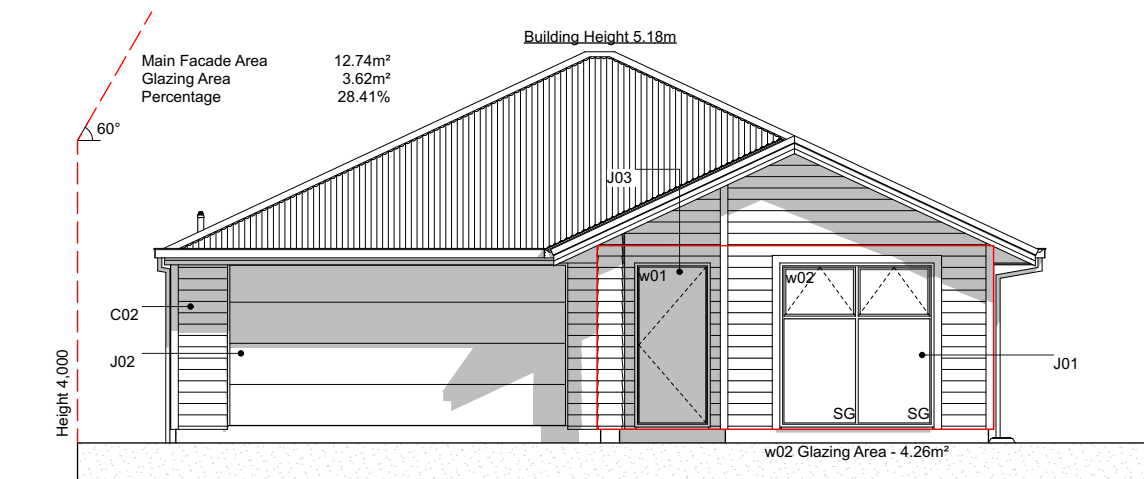 Building Height 5.18m
Main Facade Area 12.74m²
Glazing Area 3.62m²
Percentage 28.41%
60°
J03
w01
w02
C02
J02
J01
Height 4,000
SG
SG
w02 Glazing Area - 4.26m²